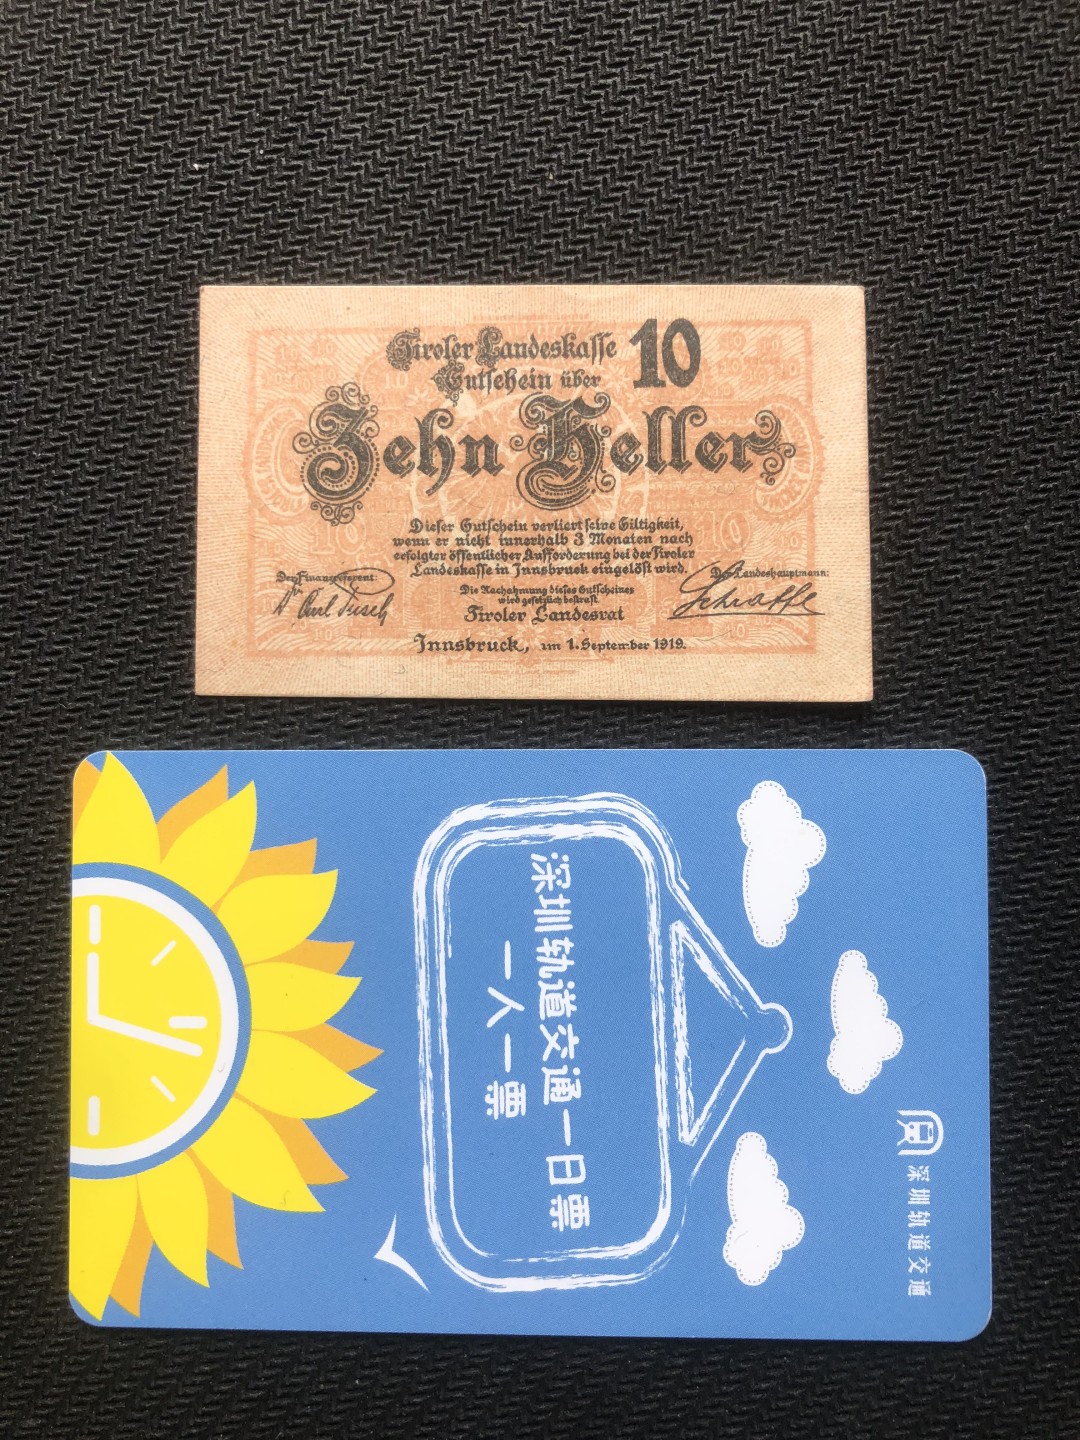 Tiroler Landeskasse 10
Gutschein über
Zehn Heller
Dieser Gutschein verliert seine Giltigkeit,
wenn er nicht innerhalb 3 Monaten nach
erfolgter öffentlicher Aufforderung bei der Tiroler
Landeskasse in Innsbruck eingelöst wird.
Der Finanzreferent:
Der Landeshauptmann:
Die Nachahmung dieses Gutscheines
wird gesetzlich bestraft.
Tiroler Landesrat
Schraffl
Innsbruck, am 1. September 1919.
深圳轨道交通一日票
一人一票
深圳轨道交通